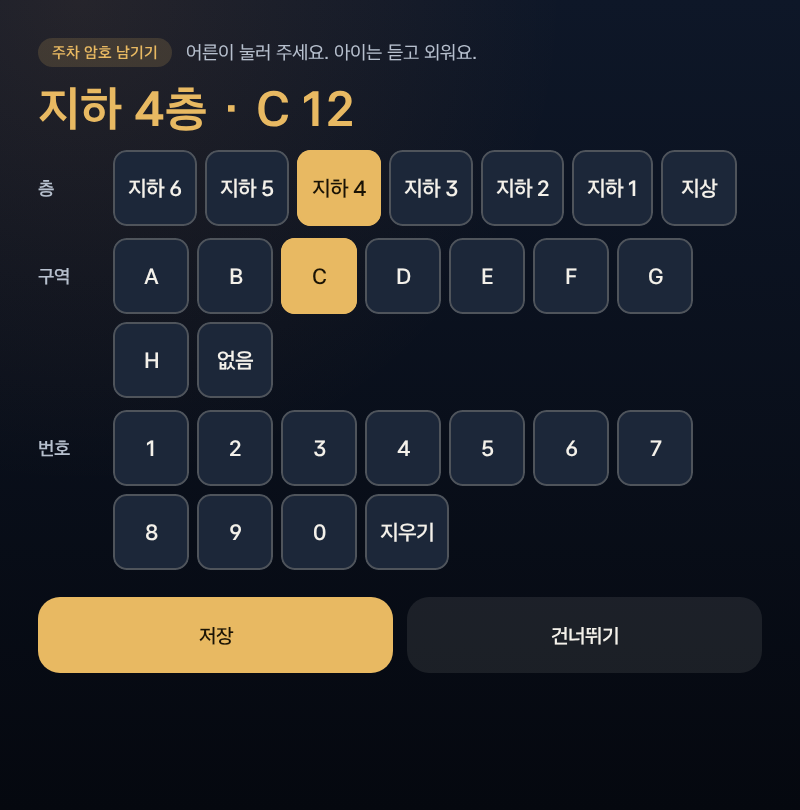 주차 암호 남기기 어른이 눌러 주세요. 아이는 듣고 외워요.
지하 4층 · C 12
층 지하 6 지하 5 지하 4 지하 3 지하 2 지하 1 지상
구역 A B C D E F G
H 없음
번호 1 2 3 4 5 6 7
8 9 0 지우기
저장 건너뛰기